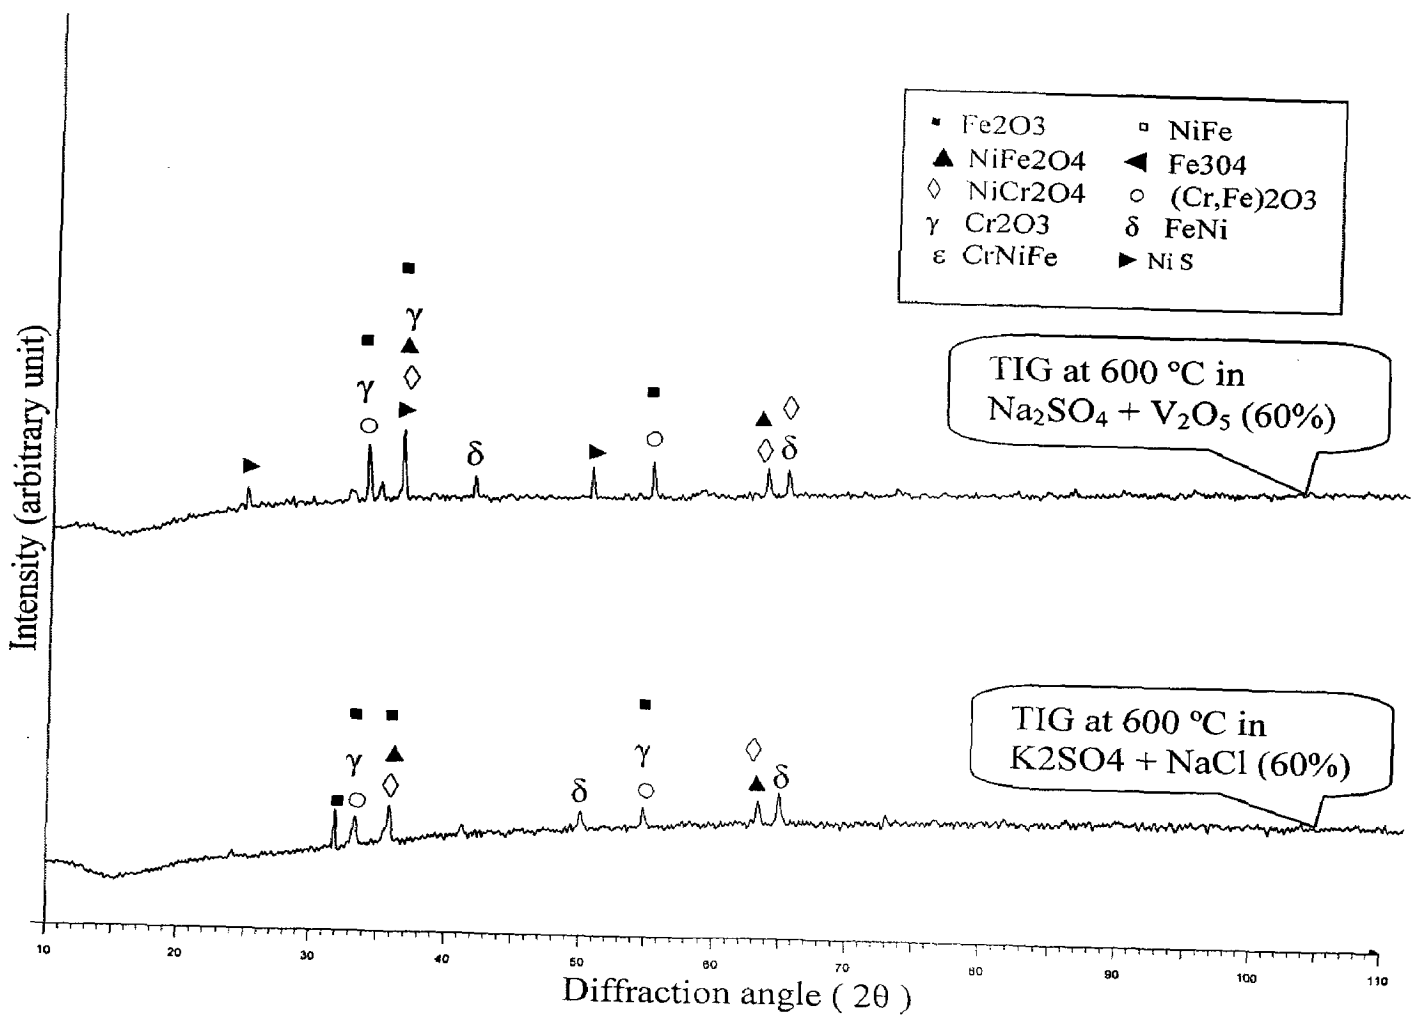 ■ Fe2O3 □ NiFe
▲ NiFe2O4 ◀ Fe304
◇ NiCr2O4 ○ (Cr,Fe)2O3
γ Cr2O3 δ FeNi
ε CrNiFe ▶ Ni S
TIG at 600 ºC in
Na₂SO₄ + V₂O₅ (60%)
γ
γ
δ
δ
TIG at 600 ºC in
K2SO4 + NaCl (60%)
γ
γ
δ
δ
Intensity (arbitrary unit)
10 20 30 40 50 60 70 80 90 100 110
Diffraction angle ( 2θ )